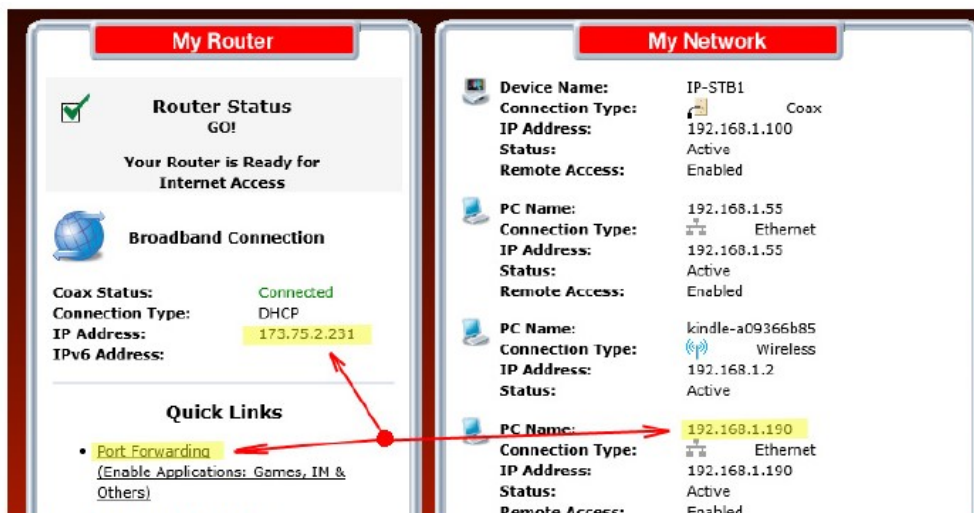 My Router
Router Status
GO!
Your Router is Ready for
Internet Access
Broadband Connection
Coax Status: Connected
Connection Type: DHCP
IP Address: 173.75.2.231
IPv6 Address:
Quick Links
• Port Forwarding
(Enable Applications: Games, IM &
Others)
My Network
Device Name: IP-STB1
Connection Type: Coax
IP Address: 192.168.1.100
Status: Active
Remote Access: Enabled
PC Name: 192.168.1.55
Connection Type: Ethernet
IP Address: 192.168.1.55
Status: Active
Remote Access: Enabled
PC Name: kindle-a09366b85
Connection Type: Wireless
IP Address: 192.168.1.2
Status: Active
PC Name: 192.168.1.190
Connection Type: Ethernet
IP Address: 192.168.1.190
Status: Active
Remote Access: Enabled